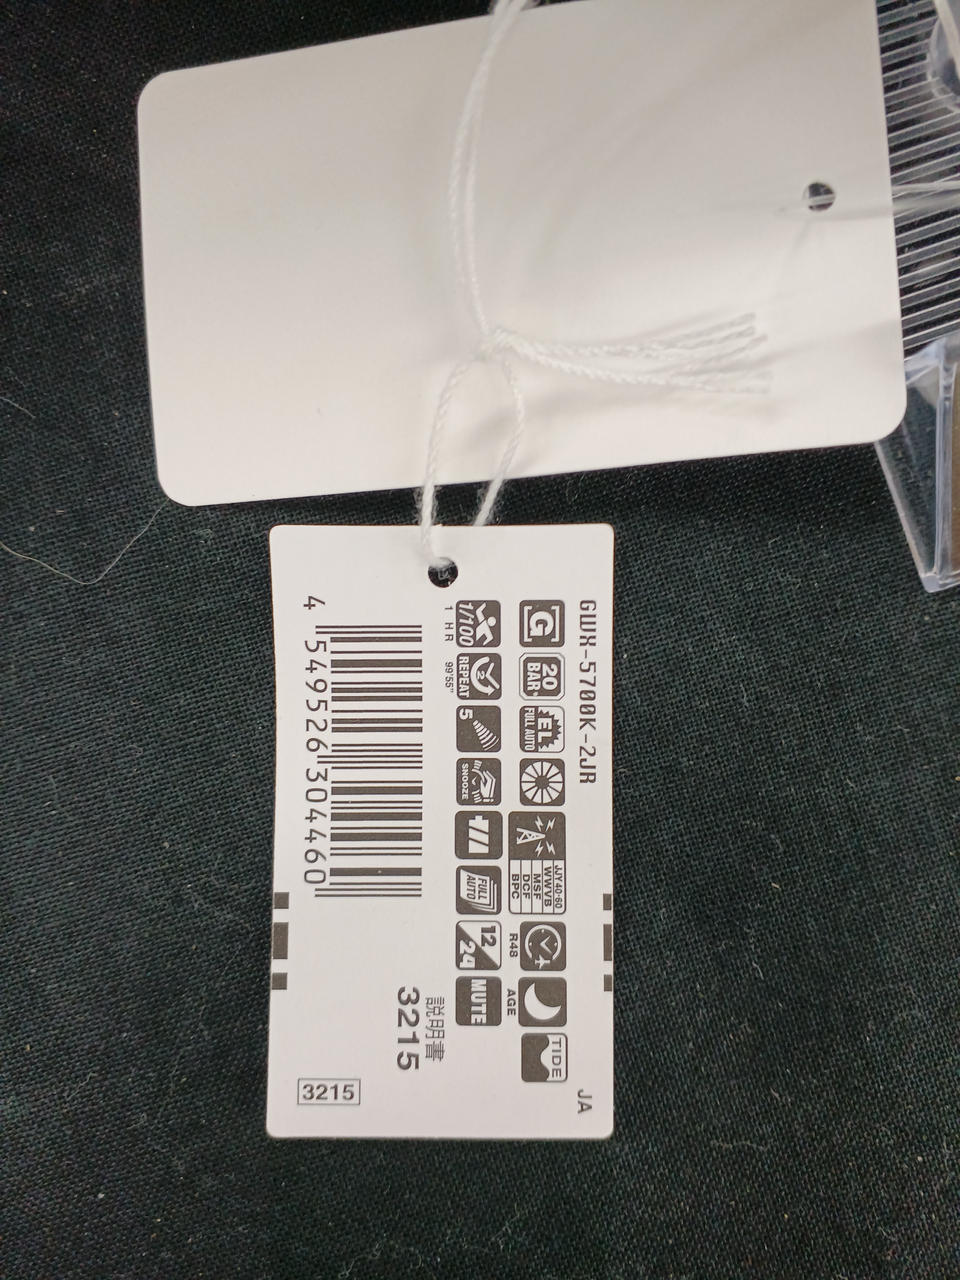 GWX-5700K-2JR
JA
G
20
BAR
EL
FULL AUTO
JJY40·60
WWVB
MSF
DCF
BPC
R48
AGE
TIDE
1/100
REPEAT
2
5
SNOOZE
FULL
AUTO
12/24
MUTE
1 HR
99'55"
説明書
3215
4 549526 304460
3215